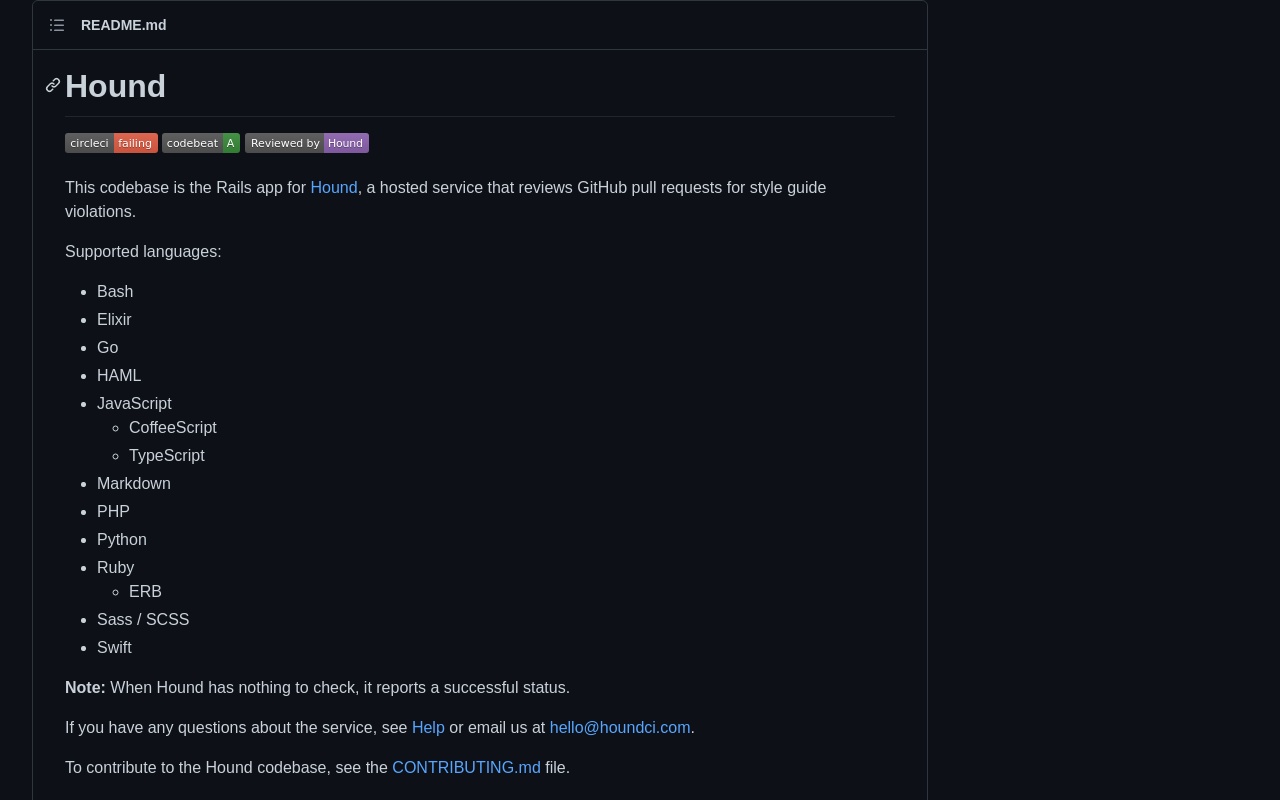 README.md
Hound
circleci failing codebeat A Reviewed by Hound
This codebase is the Rails app for Hound, a hosted service that reviews GitHub pull requests for style guide
violations.
Supported languages:
Bash
Elixir
Go
HAML
JavaScript
CoffeeScript
TypeScript
Markdown
PHP
Python
Ruby
ERB
Sass / SCSS
Swift
Note: When Hound has nothing to check, it reports a successful status.
If you have any questions about the service, see Help or email us at hello@houndci.com.
To contribute to the Hound codebase, see the CONTRIBUTING.md file.